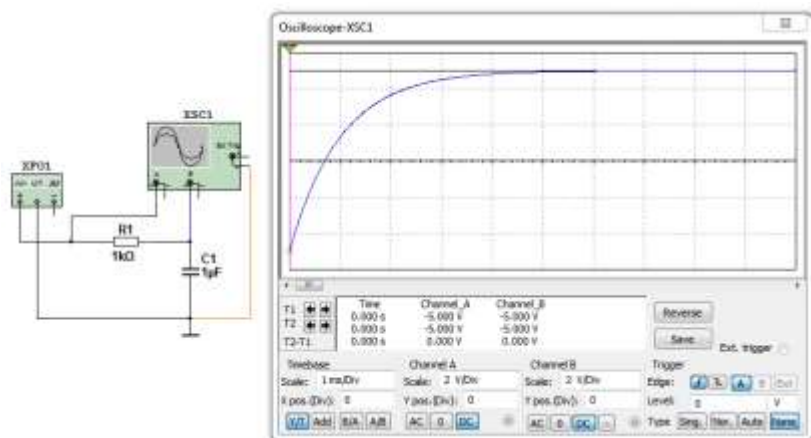 Oscilloscope-XSC1
XSC1
Ext Trig
XFG1
R1
1kΩ
C1
1μF
T1
T2
T2-T1
Time Channel_A Channel_B
0.000 s -5.000 V -5.000 V
0.000 s -5.000 V -5.000 V
0.000 s 0.000 V 0.000 V
Reverse
Save
Ext. trigger
Timebase
Scale: 1 ms/Div
X pos.(Div): 0
Y/T Add B/A A/B
Channel A
Scale: 2 V/Div
Y pos.(Div): 0
AC 0 DC
Channel B
Scale: 2 V/Div
Y pos.(Div): 0
AC 0 DC -
Trigger
Edge: A B Ext
Level: 0 V
Type Sing. Nor. Auto None